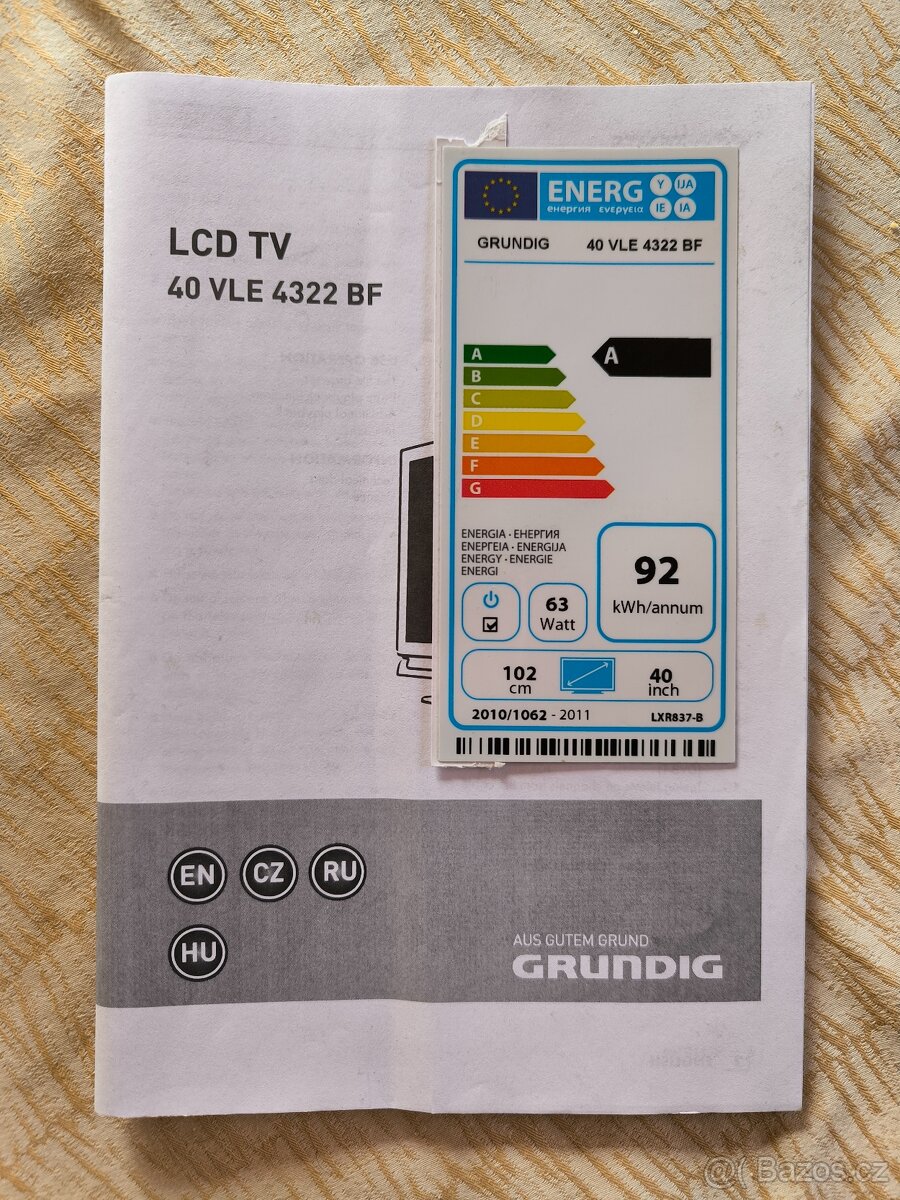 LCD TV
40 VLE 4322 BF
ENERG Y IJA
енергия ενεργεια IE IA
GRUNDIG 40 VLE 4322 BF
A A
B
C
D
E
F
G
ENERGIA · ЕНЕРГИЯ
ΕΝΕΡΓΕΙΑ · ENERGIJA
ENERGY · ENERGIE
ENERGI
92
kWh/annum
63
Watt
102
cm
40
inch
2010/1062 - 2011 LXR837-B
EN CZ RU
HU
AUS GUTEM GRUND
GRUNDIG
@( Bazos.cz